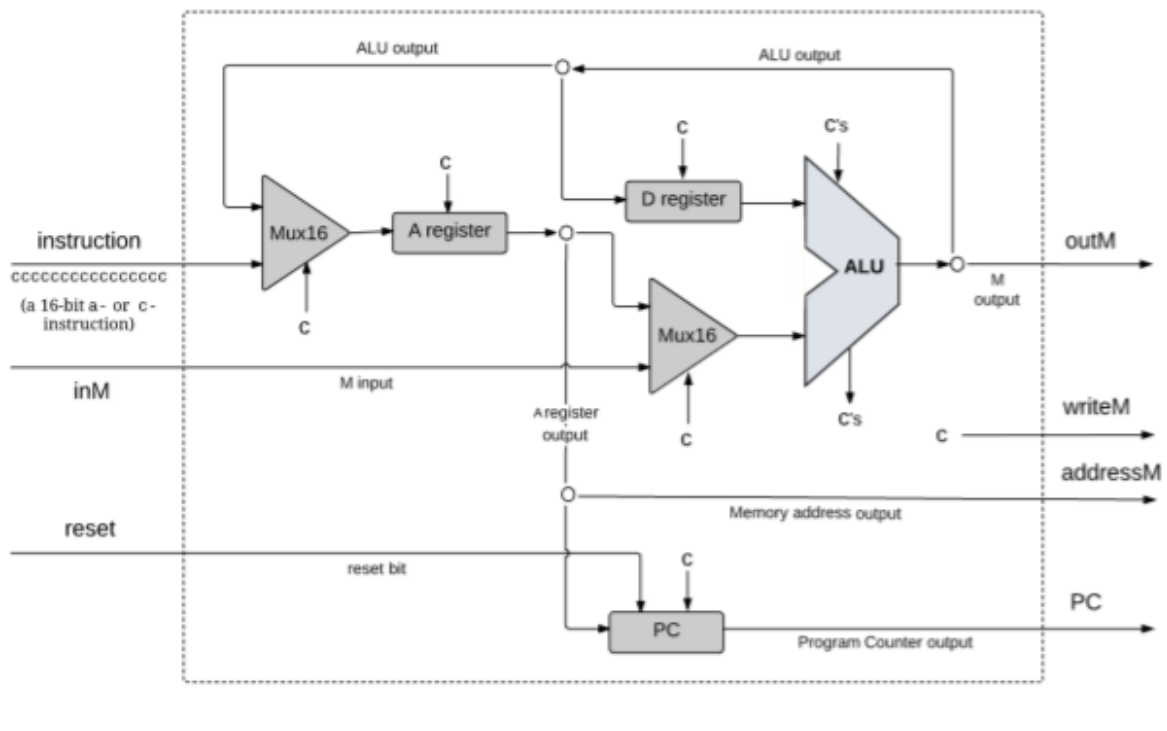 ALU output
ALU output
C
C's
C
D register
instruction
Mux16
A register
outM
cccccccccccccccc
ALU
(a 16-bit a- or c-
instruction)
M
output
C
Mux16
inM
M input
A register
output
C
C's
writeM
C
addressM
Memory address output
reset
reset bit
C
PC
PC
Program Counter output